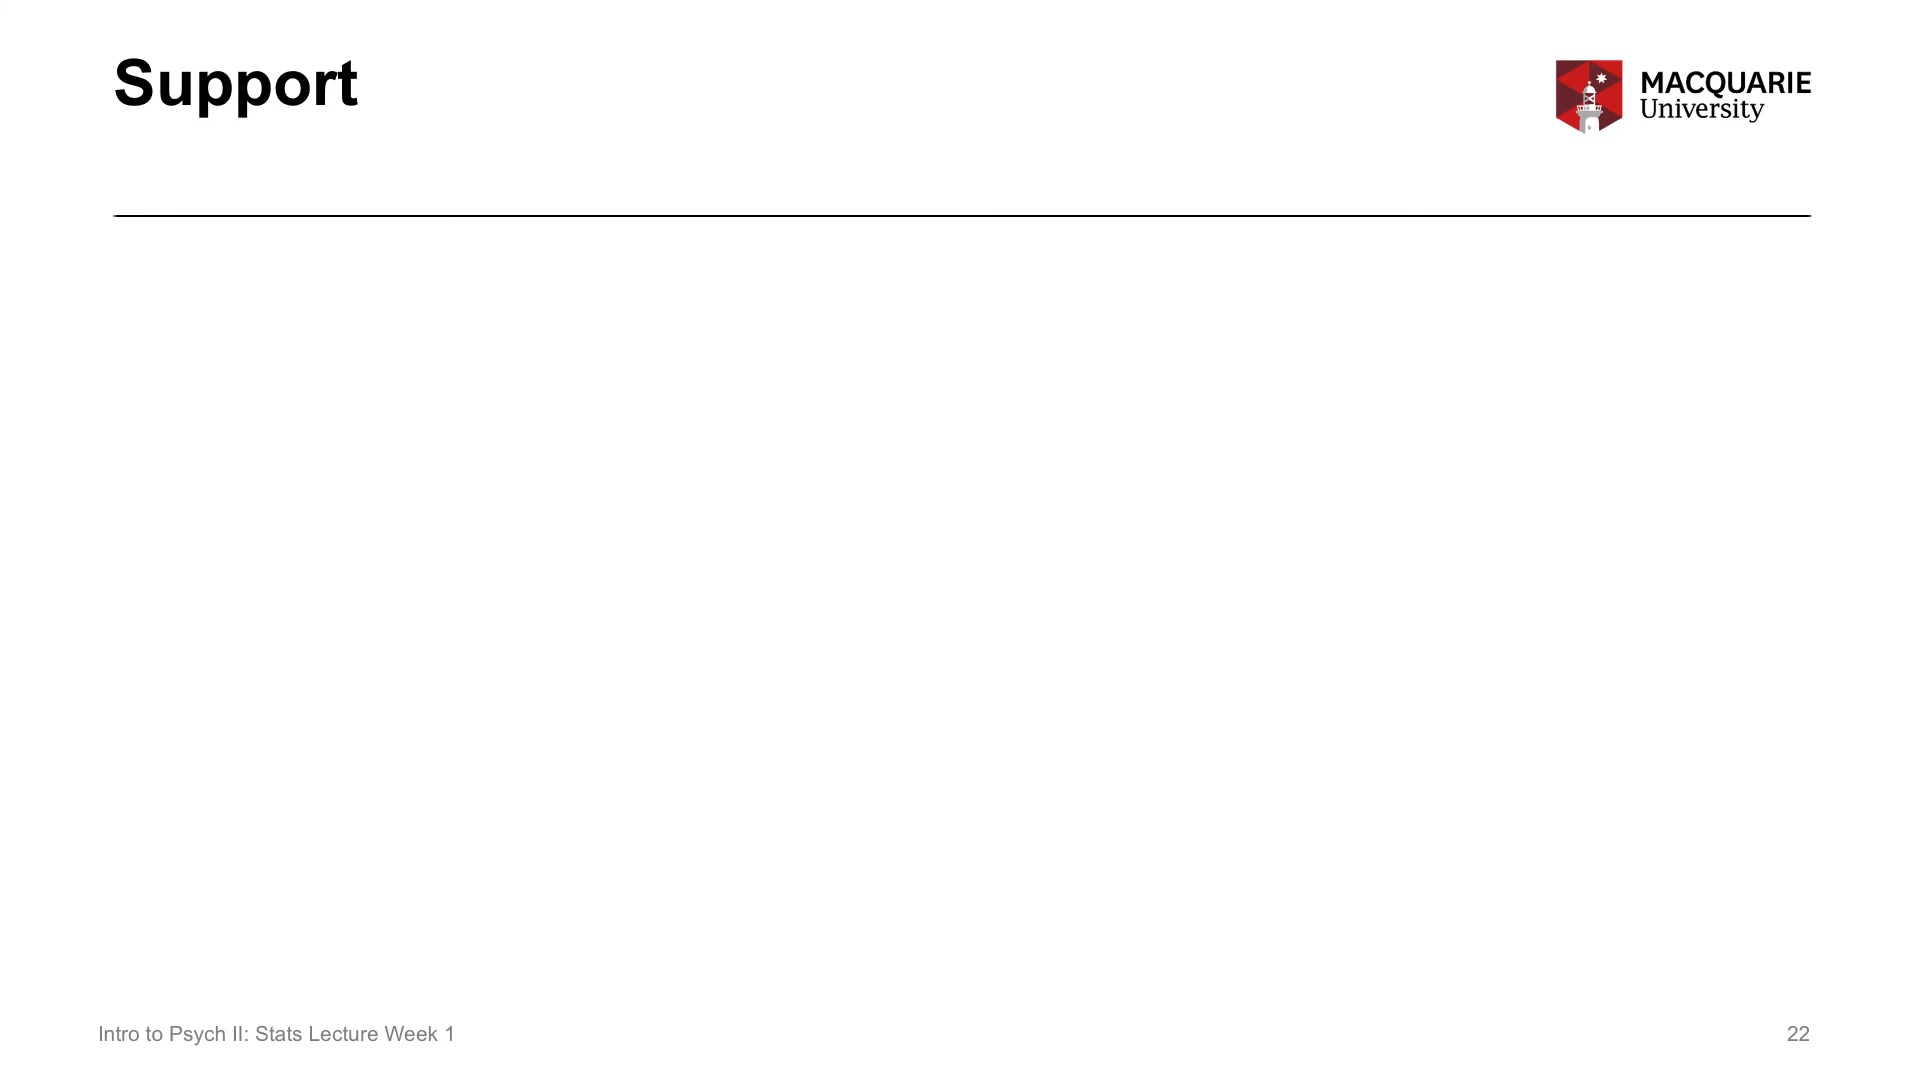 Support
MACQUARIE
University
Intro to Psych II: Stats Lecture Week 1
22